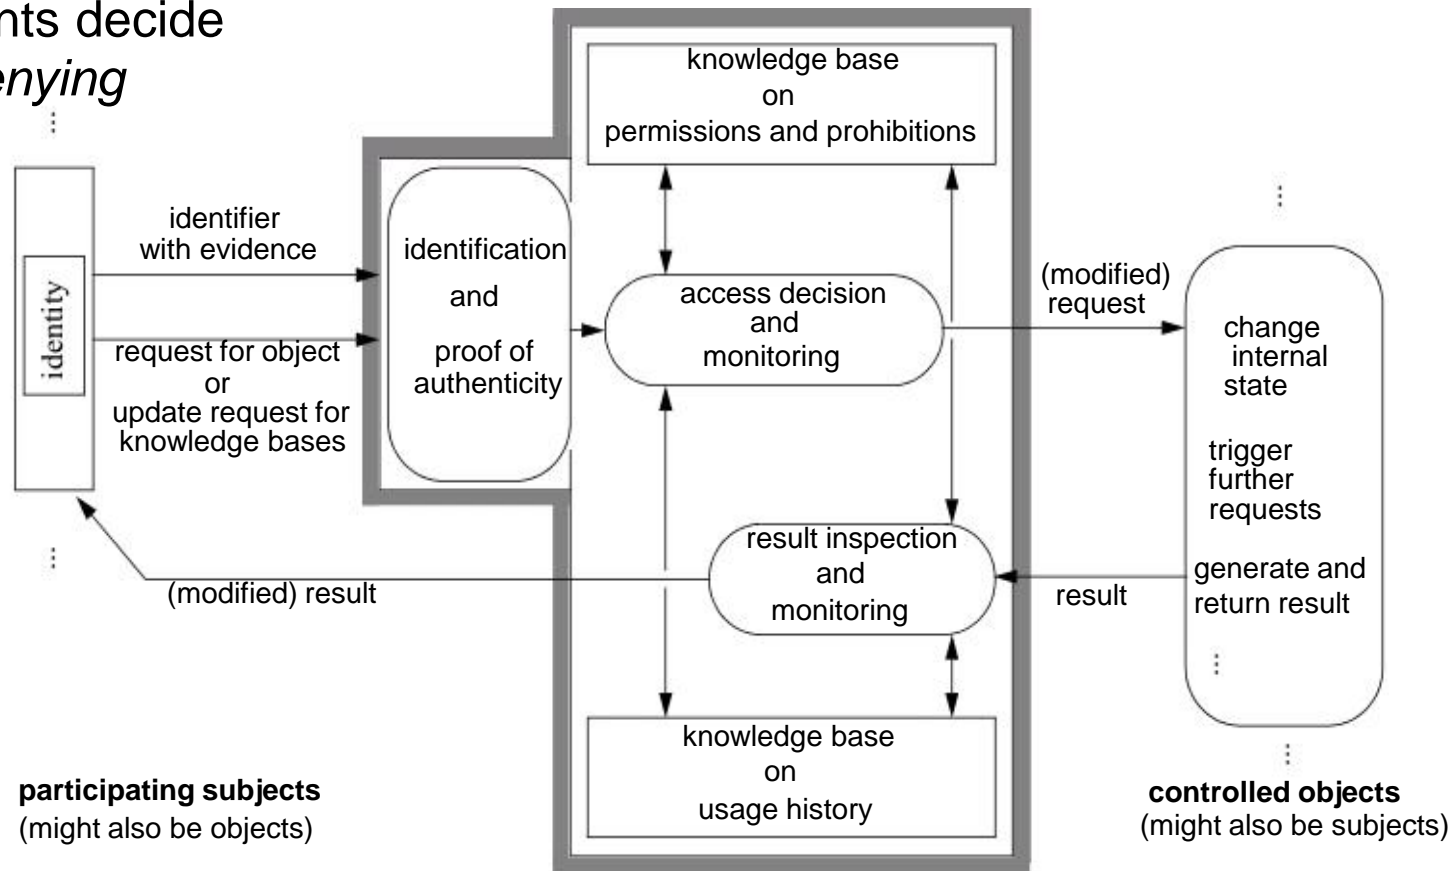 nts decide
enying
knowledge base
on
permissions and prohibitions
identity
identifier
with evidence
request for object
or
update request for
knowledge bases
identification
and
proof of
authenticity
access decision
and
monitoring
(modified)
request
change
internal
state
trigger
further
requests
generate and
return result
result inspection
and
monitoring
result
(modified) result
knowledge base
on
usage history
participating subjects
(might also be objects)
controlled objects
(might also be subjects)